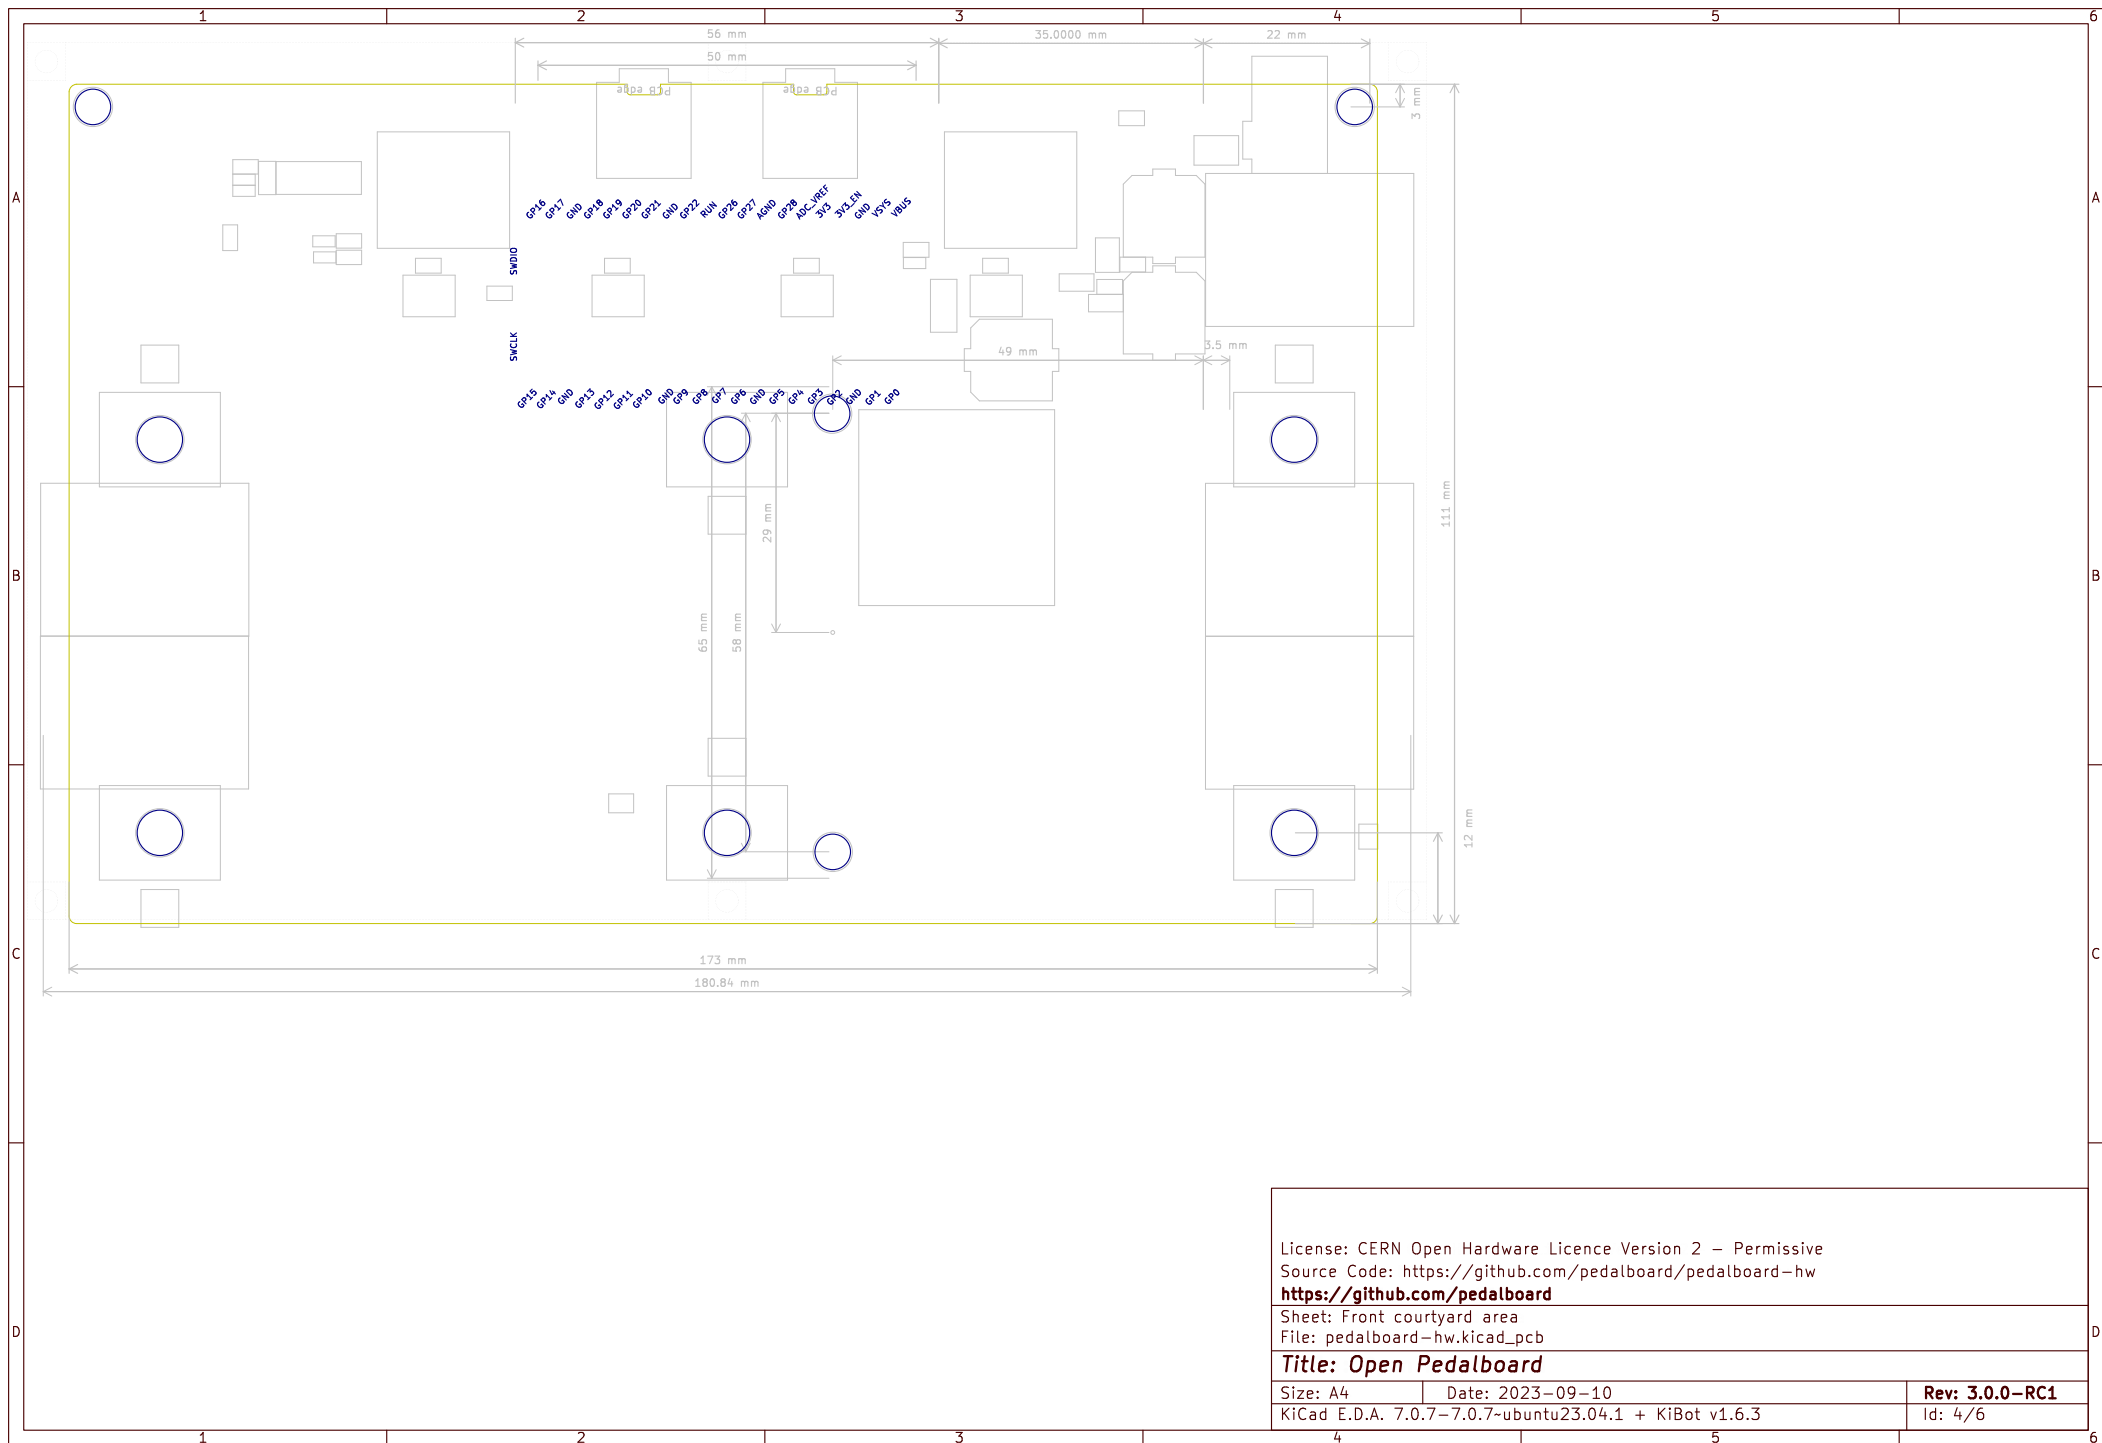 1 2 3 4 5 6
56 mm 35.0000 mm 22 mm
50 mm
PCB edge PCB edge
3 mm
A A
GP16 GP17 GND GP18 GP19 GP20 GP21 GND GP22 RUN GP26 GP27 AGND GP28 ADC_VREF 3V3 3V3_EN GND VSYS VBUS
SWDIO
SWCLK
49 mm 3.5 mm
GP15 GP14 GND GP13 GP12 GP11 GP10 GND GP9 GP8 GP7 GP6 GND GP5 GP4 GP3 GP2 GND GP1 GP0
111 mm
29 mm
B B
65 mm 58 mm
12 mm
C C
173 mm
180.84 mm
License: CERN Open Hardware Licence Version 2 - Permissive
Source Code: https://github.com/pedalboard/pedalboard-hw
https://github.com/pedalboard
Sheet: Front courtyard area
File: pedalboard-hw.kicad_pcb
D D
Title: Open Pedalboard
Size: A4 Date: 2023-09-10 Rev: 3.0.0-RC1
KiCad E.D.A. 7.0.7-7.0.7~ubuntu23.04.1 + KiBot v1.6.3 Id: 4/6
1 2 3 4 5 6